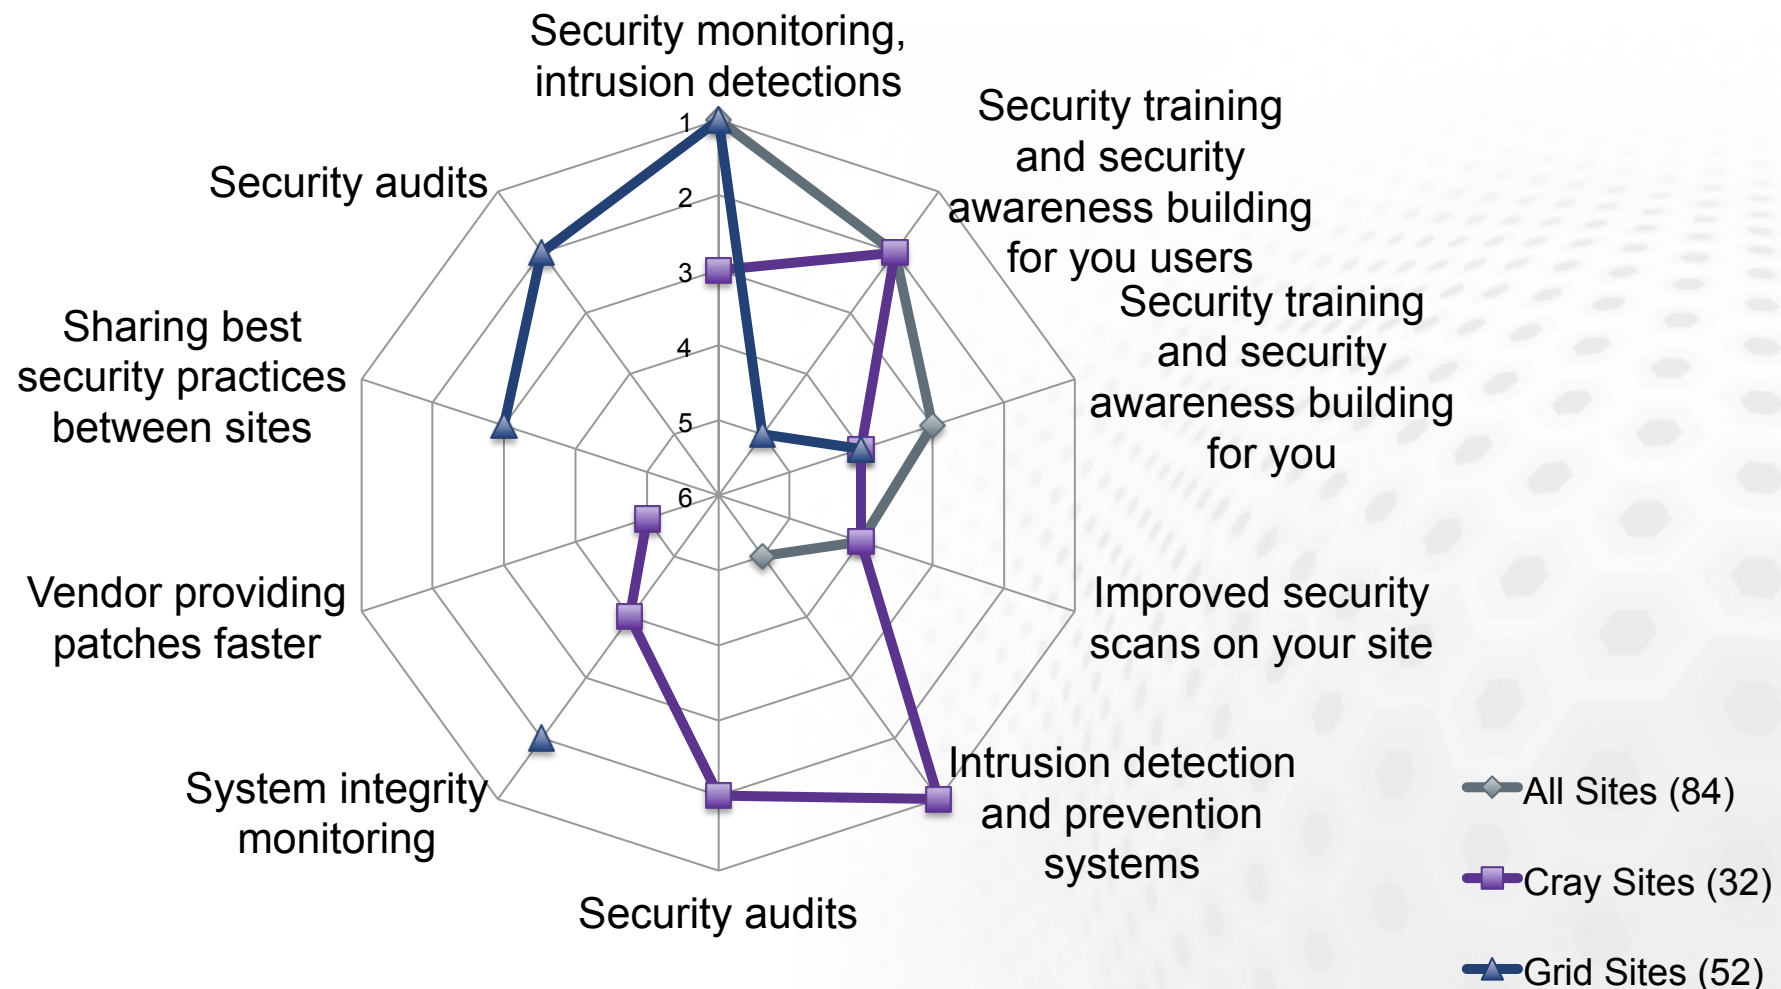 Security monitoring,
intrusion detections
Security training
and security
awareness building
for you users
Security training
and security
awareness building
for you
Improved security
scans on your site
Intrusion detection
and prevention
systems
Security audits
System integrity
monitoring
Vendor providing
patches faster
Sharing best
security practices
between sites
Security audits
1
2
3
4
5
6
All Sites (84)
Cray Sites (32)
Grid Sites (52)